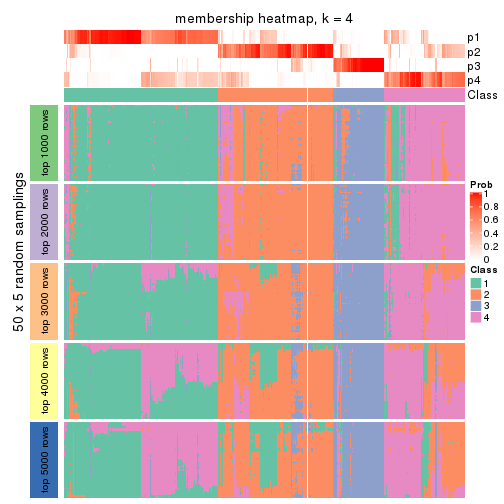 membership heatmap, k = 4
p1
p2
p3
p4
Class
50 x 5 random samplings
top 1000 rows
top 2000 rows
top 3000 rows
top 4000 rows
top 5000 rows
Prob
1
0.8
0.6
0.4
0.2
0
Class
1
2
3
4